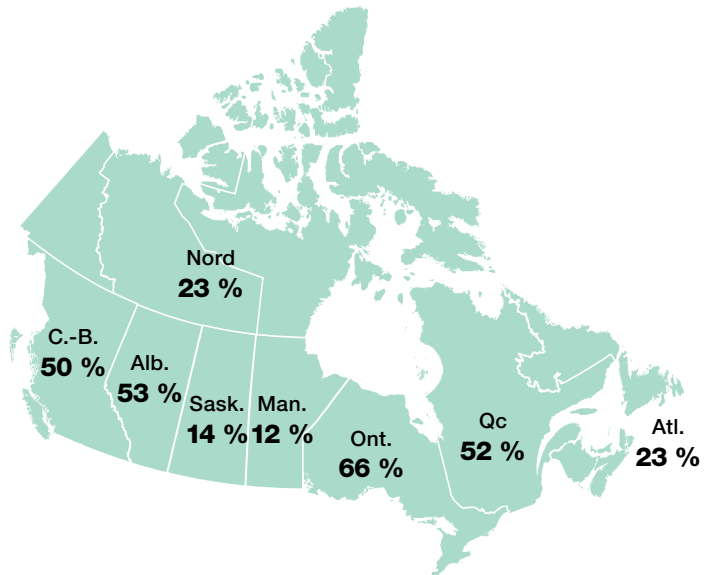 Nord
23 %
C.-B.
50 %
Alb.
53 %
Sask.
14 %
Man.
12 %
Ont.
66 %
Qc
52 %
Atl.
23 %